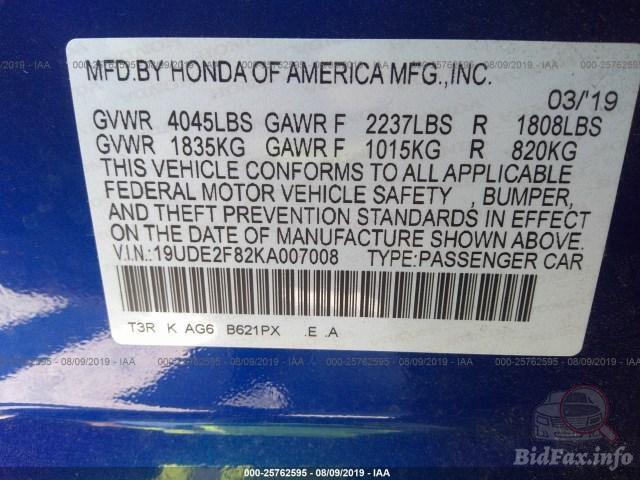 MFD.BY HONDA OF AMERICA MFG.,INC.
03/'19
GVWR 4045LBS GAWR F 2237LBS R 1808LBS
GVWR 1835KG GAWR F 1015KG R 820KG
THIS VEHICLE CONFORMS TO ALL APPLICABLE
FEDERAL MOTOR VEHICLE SAFETY , BUMPER,
AND THEFT PREVENTION STANDARDS IN EFFECT
ON THE DATE OF MANUFACTURE SHOWN ABOVE.
V.I.N.:19UDE2F82KA007008 TYPE:PASSENGER CAR
T3R K AG6 B621PX .E .A
000-25762595 - 08/09/2019 - IAA
BidFax.info